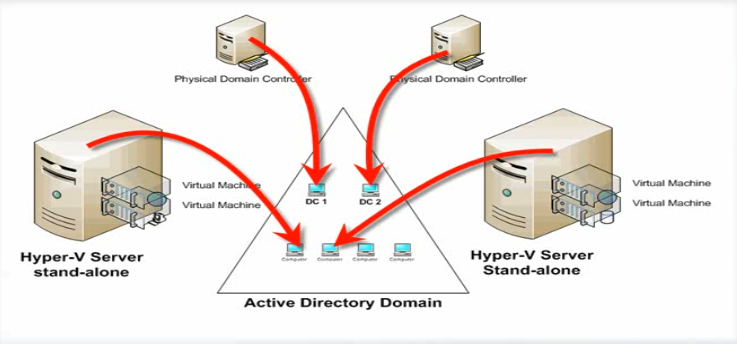 Physical Domain Controller
Physical Domain Controller
Virtual Machine
Virtual Machine
Virtual Machine
Virtual Machine
DC 1
DC 2
Hyper-V Server
stand-alone
Hyper-V Server
Stand-alone
Computer
Computer
Computer
Computer
Active Directory Domain